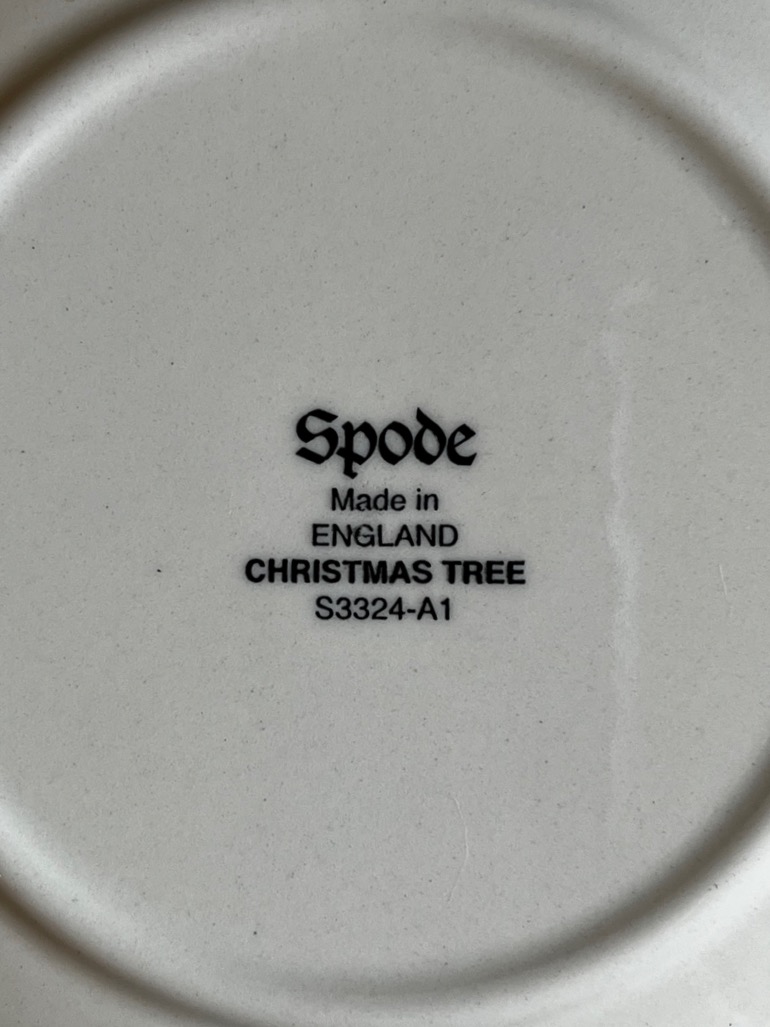 Spode
Made in
ENGLAND
CHRISTMAS TREE
S3324-A1